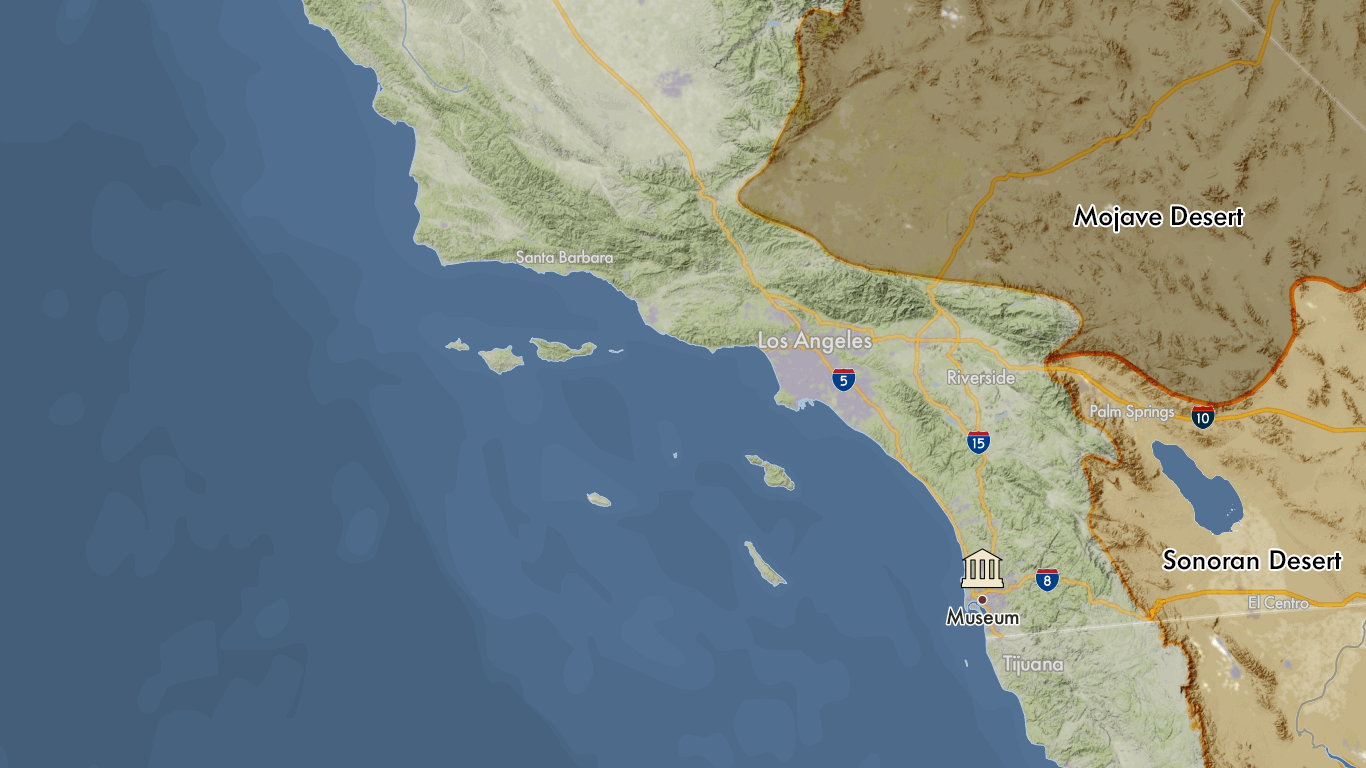 Mojave Desert
Santa Barbara
Los Angeles
5
Riverside
Palm Springs
10
15
Sonoran Desert
8
El Centro
Museum
Tijuana